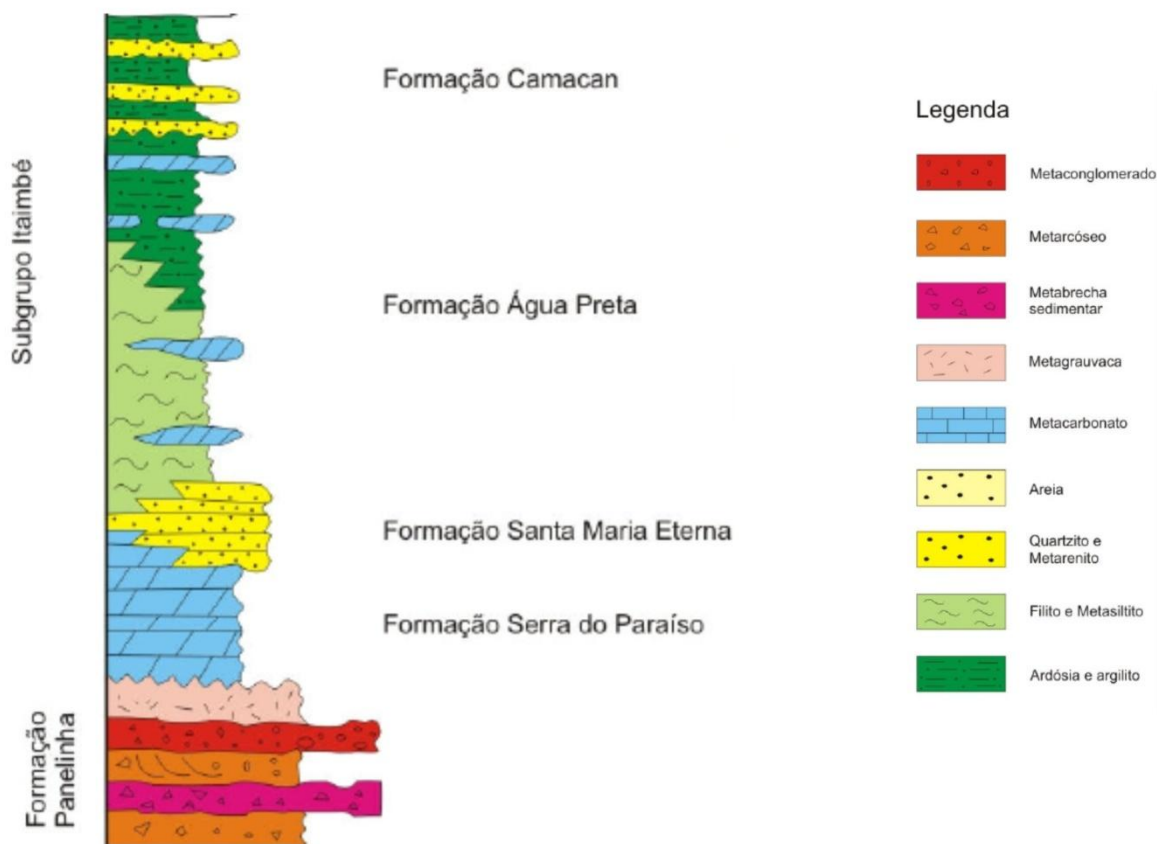 Subgrupo Itaimbé
Formação
Panelinha
Formação Camacan
Formação Água Preta
Formação Santa Maria Eterna
Formação Serra do Paraíso
Legenda
Metaconglomerado
Metarcóseo
Metabrecha
sedimentar
Metagrauvaca
Metacarbonato
Areia
Quartzito e
Metarenito
Filito e Metasiltito
Ardósia e argilito